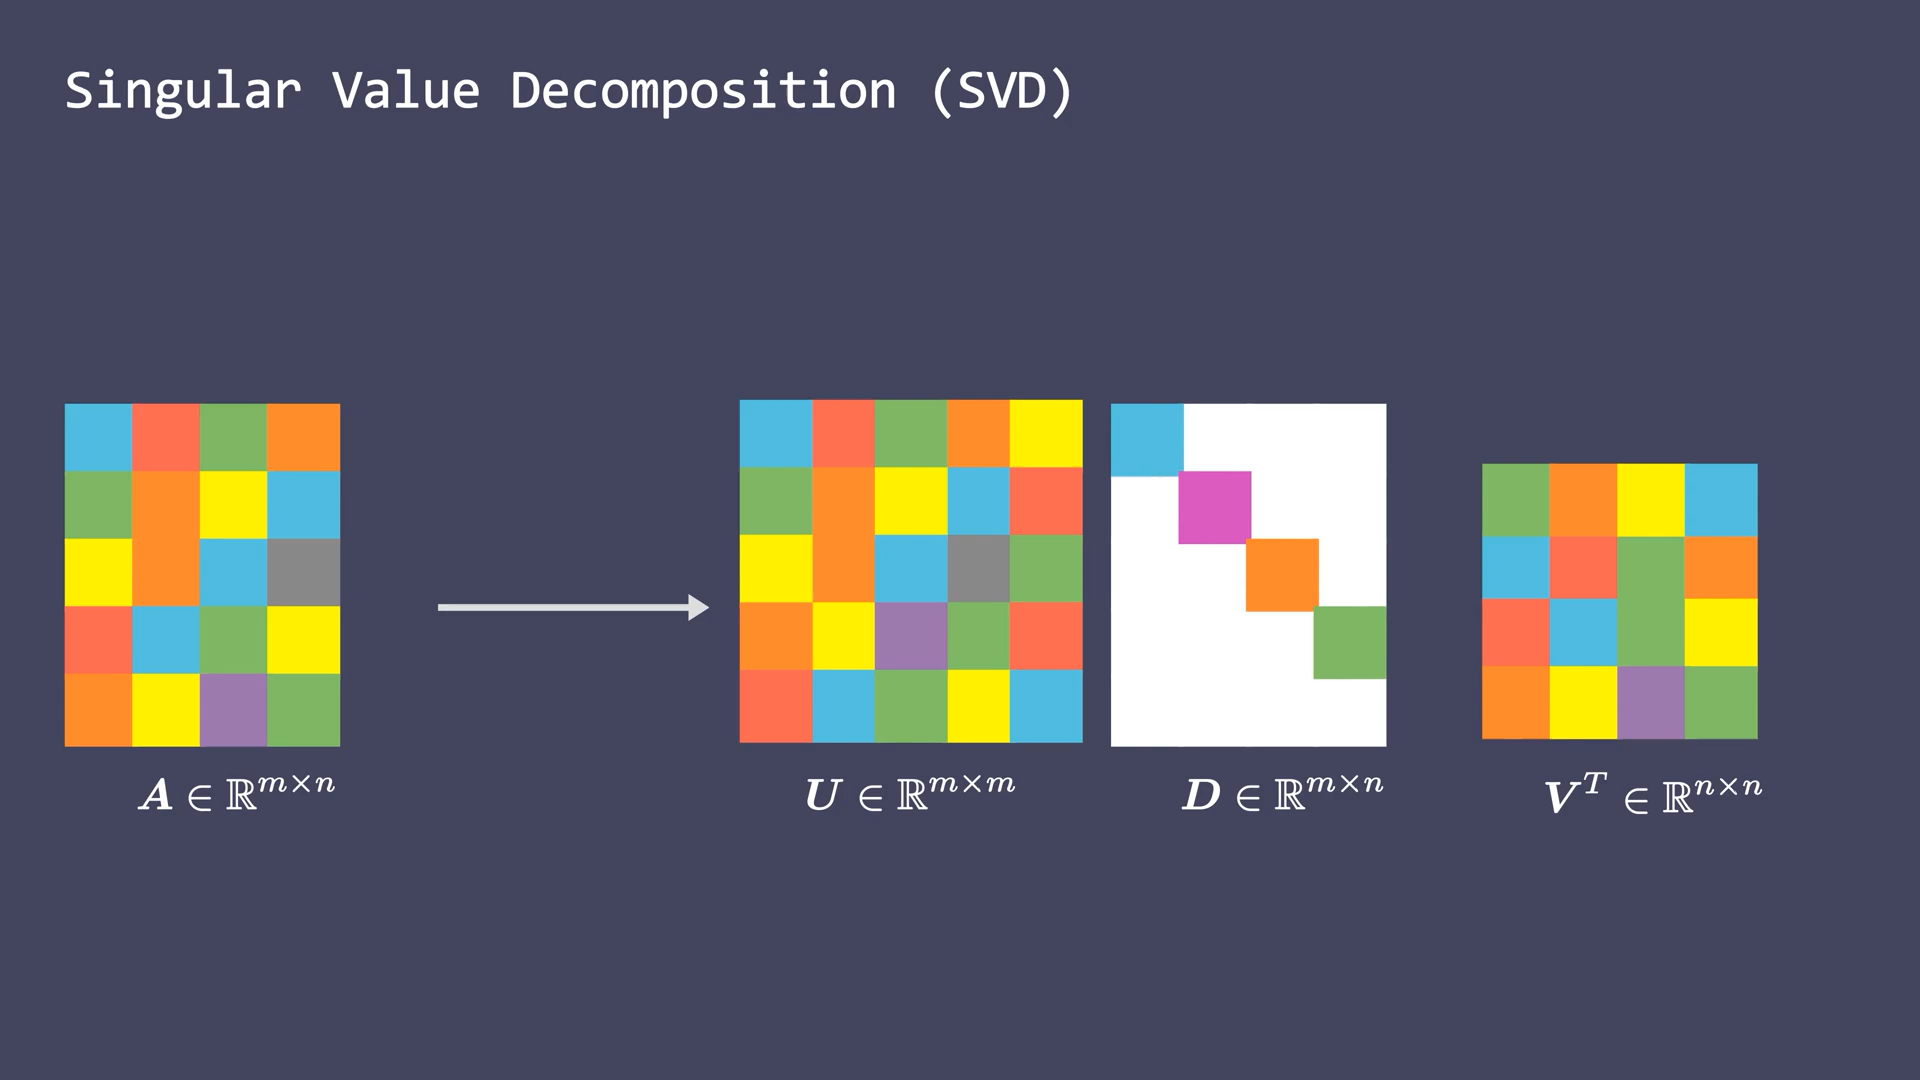 Singular Value Decomposition (SVD)
A ∈ ℝ^{m×n}
U ∈ ℝ^{m×m}
D ∈ ℝ^{m×n}
V^T ∈ ℝ^{n×n}